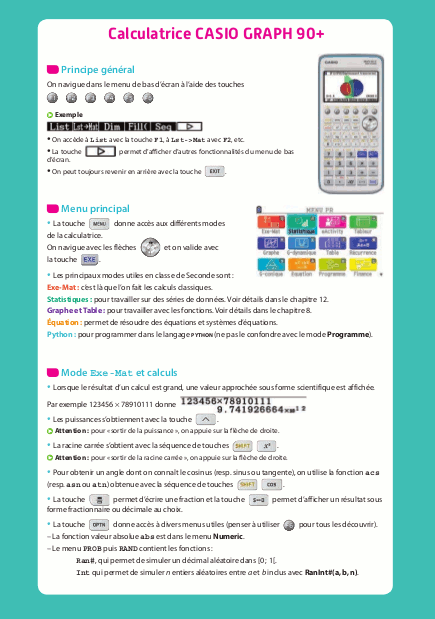 Calculatrice CASIO GRAPH 90+
Principe général
On navigue dans le menu de bas d'écran à l'aide des touches
Exemple
List Lst→Mat Dim Fill( Seq ▷
• On accède à List avec la touche F1, à Lst->Mat avec F2, etc.
• La touche ▷ permet d'afficher d'autres fonctionnalités du menu de bas
d'écran.
• On peut toujours revenir en arrière avec la touche EXIT .
Menu principal
• La touche MENU donne accès aux différents modes
de la calculatrice.
On navigue avec les flèches et on valide avec
la touche EXE .
• Les principaux modes utiles en classe de Seconde sont :
Exe-Mat : c'est là que l'on fait les calculs classiques.
Statistiques : pour travailler sur des séries de données. Voir détails dans le chapitre 12.
Graphe et Table : pour travailler avec les fonctions. Voir détails dans le chapitre 8.
Équation : permet de résoudre des équations et systèmes d'équations.
Python : pour programmer dans le langage PYTHON (ne pas le confondre avec le mode Programme).
MENU PR
Exe-Mat Statistique eActivity Tableur
Graphe G-dynamique Table Récurrence
G-conique Équation Programme Finance
Mode Exe-Mat et calculs
• Lorsque le résultat d'un calcul est grand, une valeur approchée sous forme scientifique est affichée.
Par exemple 123456 × 78910111 donne 123456×78910111
9.741926664×10¹²
• Les puissances s'obtiennent avec la touche ^ .
Attention : pour « sortir de la puissance », on appuie sur la flèche de droite.
• La racine carrée s'obtient avec la séquence de touches SHIFT x² .
Attention : pour « sortir de la racine carrée », on appuie sur la flèche de droite.
• Pour obtenir un angle dont on connaît le cosinus (resp. sinus ou tangente), on utilise la fonction acs
(resp. asn ou atn) obtenue avec la séquence de touches SHIFT cos .
• La touche permet d'écrire une fraction et la touche S↔D permet d'afficher un résultat sous
forme fractionnaire ou décimale au choix.
• La touche OPTN donne accès à divers menus utiles (penser à utiliser pour tous les découvrir).
– La fonction valeur absolue abs est dans le menu Numeric.
– Le menu PROB puis RAND contient les fonctions :
Ran#, qui permet de simuler un décimal aléatoire dans [0; 1[.
Int qui permet de simuler n entiers aléatoires entre a et b inclus avec RanInt#(a, b, n).